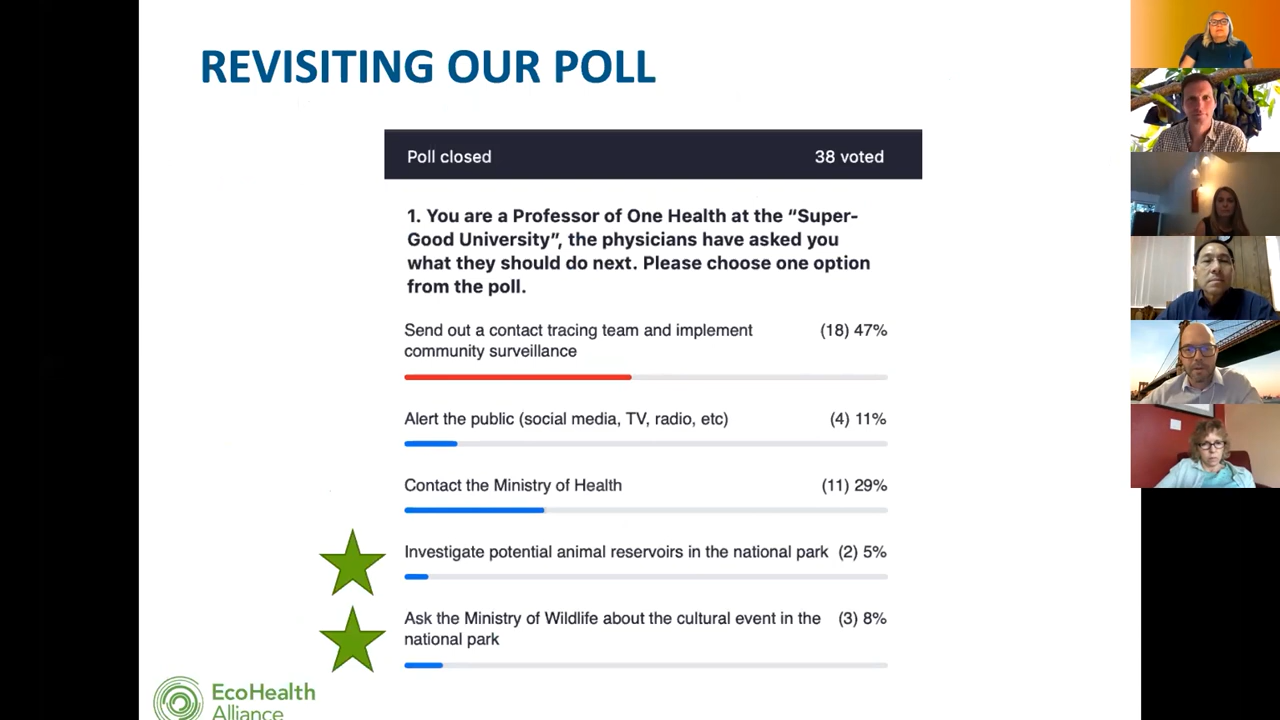 REVISITING OUR POLL
Poll closed 38 voted
1. You are a Professor of One Health at the “Super-
Good University”, the physicians have asked you
what they should do next. Please choose one option
from the poll.
Send out a contact tracing team and implement (18) 47%
community surveillance
Alert the public (social media, TV, radio, etc) (4) 11%
Contact the Ministry of Health (11) 29%
Investigate potential animal reservoirs in the national park (2) 5%
Ask the Ministry of Wildlife about the cultural event in the (3) 8%
national park
EcoHealth
Alliance